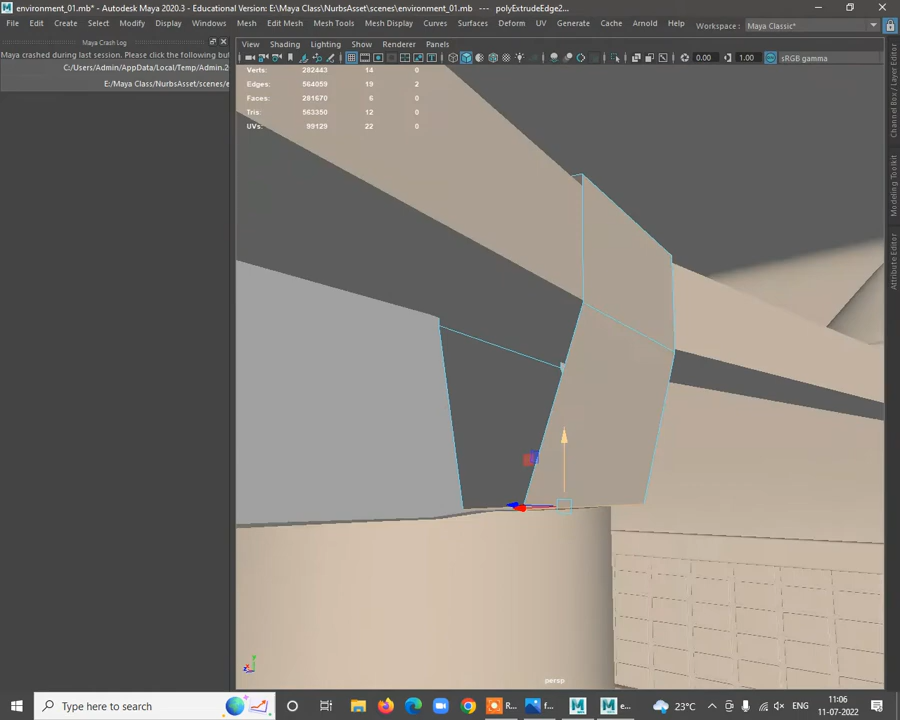 environment_01.mb* - Autodesk Maya 2020.3 - Educational Version: E:\Maya Class\NurbsAsset\scenes\environment_01.mb --- polyExtrudeEdge2...
File Edit Create Select Modify Display Windows Mesh Edit Mesh Mesh Tools Mesh Display Curves Surfaces Deform UV Generate Cache Arnold Help Workspace : Maya Classic*
Maya Crash Log
Maya crashed during last session. Please click the following butt
C:/Users/Admin/AppData/Local/Temp/Admin.2
E:/Maya Class/NurbsAsset/scenes/e
View Shading Lighting Show Renderer Panels
0.00 1.00 sRGB gamma
Verts: 282443 14 0
Edges: 564059 19 2
Faces: 281670 6 0
Tris: 563350 12 0
UVs: 99129 22 0
Channel Box / Layer Editor
Modeling Toolkit
Attribute Editor
persp
Type here to search
R...
f...
e...
23°C
ENG
11:06
11-07-2022